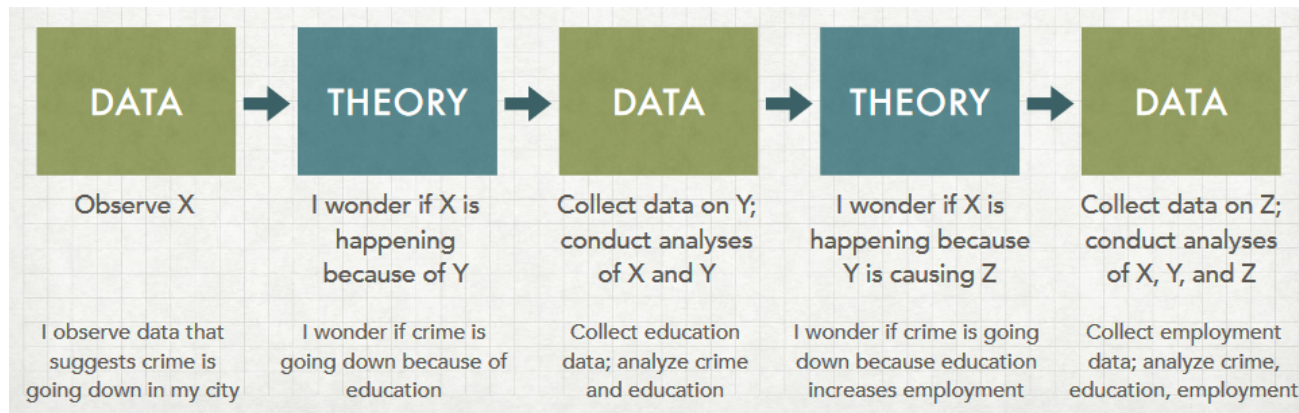 DATA
THEORY
DATA
THEORY
DATA
Observe X
I wonder if X is
happening
because of Y
Collect data on Y;
conduct analyses
of X and Y
I wonder if X is
happening because
Y is causing Z
Collect data on Z;
conduct analyses
of X, Y, and Z
I observe data that
suggests crime is
going down in my city
I wonder if crime is
going down because of
education
Collect education
data; analyze crime
and education
I wonder if crime is going
down because education
increases employment
Collect employment
data; analyze crime,
education, employment